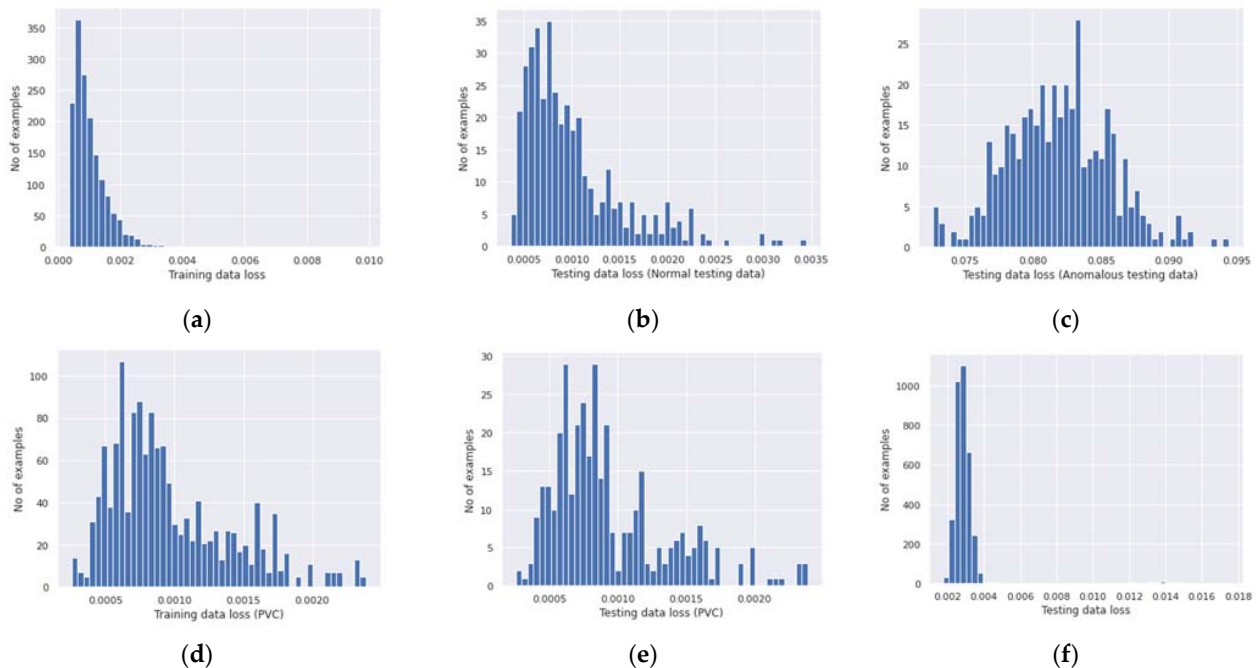 350
300
250
200
150
100
50
0
No of examples
0.000 0.002 0.004 0.006 0.008 0.010
Training data loss
(a)
35
30
25
20
15
10
5
0
No of examples
0.0005 0.0010 0.0015 0.0020 0.0025 0.0030 0.0035
Testing data loss (Normal testing data)
(b)
25
20
15
10
5
0
No of examples
0.075 0.080 0.085 0.090 0.095
Testing data loss (Anomalous testing data)
(c)
100
80
60
40
20
0
No of examples
0.0005 0.0010 0.0015 0.0020
Training data loss (PVC)
(d)
30
25
20
15
10
5
0
No of examples
0.0005 0.0010 0.0015 0.0020
Testing data loss (PVC)
(e)
1000
800
600
400
200
0
No of examples
0.002 0.004 0.006 0.008 0.010 0.012 0.014 0.016 0.018
Testing data loss
(f)